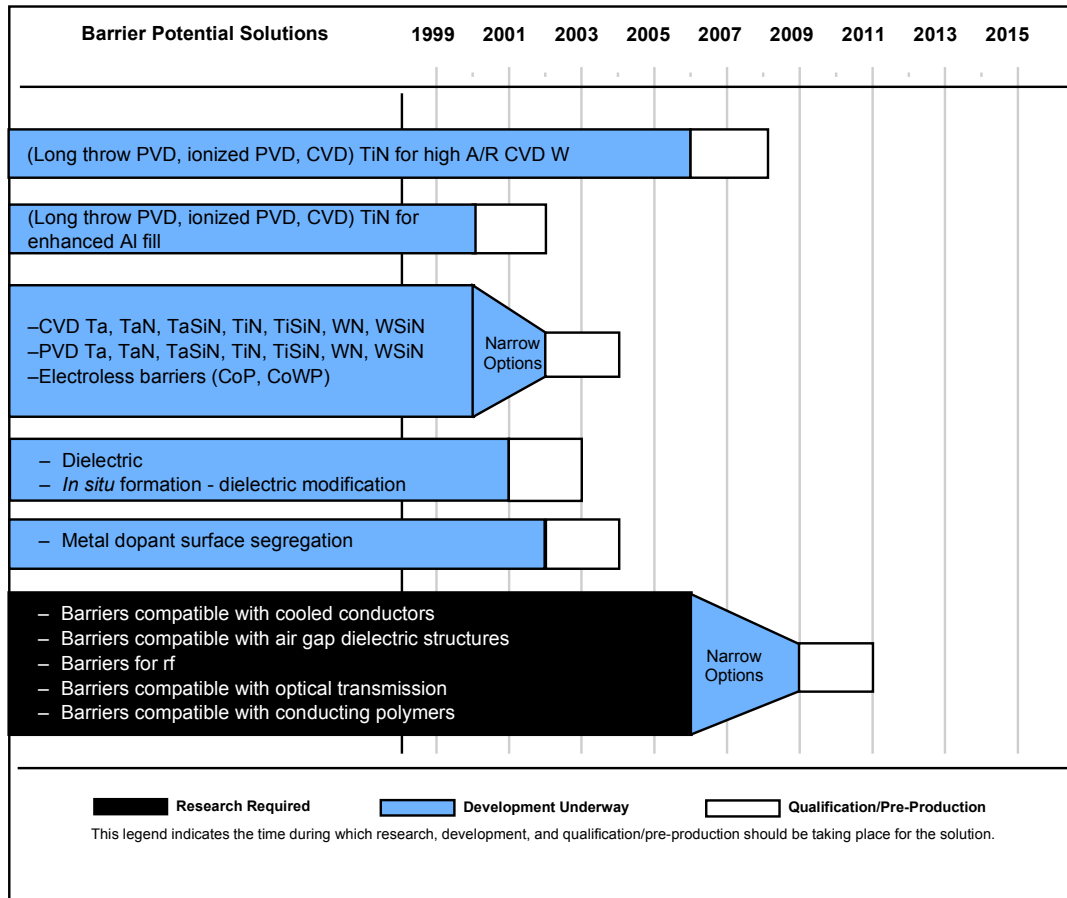 Barrier Potential Solutions 1999 2001 2003 2005 2007 2009 2011 2013 2015
(Long throw PVD, ionized PVD, CVD) TiN for high A/R CVD W
(Long throw PVD, ionized PVD, CVD) TiN for
enhanced Al fill
–CVD Ta, TaN, TaSiN, TiN, TiSiN, WN, WSiN
–PVD Ta, TaN, TaSiN, TiN, TiSiN, WN, WSiN
–Electroless barriers (CoP, CoWP)
Narrow
Options
– Dielectric
– In situ formation - dielectric modification
– Metal dopant surface segregation
– Barriers compatible with cooled conductors
– Barriers compatible with air gap dielectric structures
– Barriers for rf
– Barriers compatible with optical transmission
– Barriers compatible with conducting polymers
Narrow
Options
Research Required Development Underway Qualification/Pre-Production
This legend indicates the time during which research, development, and qualification/pre-production should be taking place for the solution.